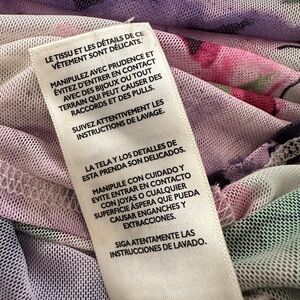 LE TISSU ET LES DÉTAILS DE CE
VÊTEMENT SONT DÉLICATS.
MANIPULEZ AVEC PRUDENCE ET
ÉVITEZ D'ENTRER EN CONTACT
AVEC DES BIJOUX OU TOUT
TERRAIN QUI PEUT CAUSER DES
RACCORDS ET DES PULLS.
SUIVEZ ATTENTIVEMENT LES
INSTRUCTIONS DE LAVAGE.
LA TELA Y LOS DETALLES DE
ESTA PRENDA SON DELICADOS.
MANIPULE CON CUIDADO Y
EVITE ENTRAR EN CONTACTO
CON JOYAS O CUALQUIER
SUPERFICIE ÁSPERA QUE PUEDA
CAUSAR ENGANCHES Y
EXTRACCIONES.
SIGA ATENTAMENTE LAS
INSTRUCCIONES DE LAVADO.